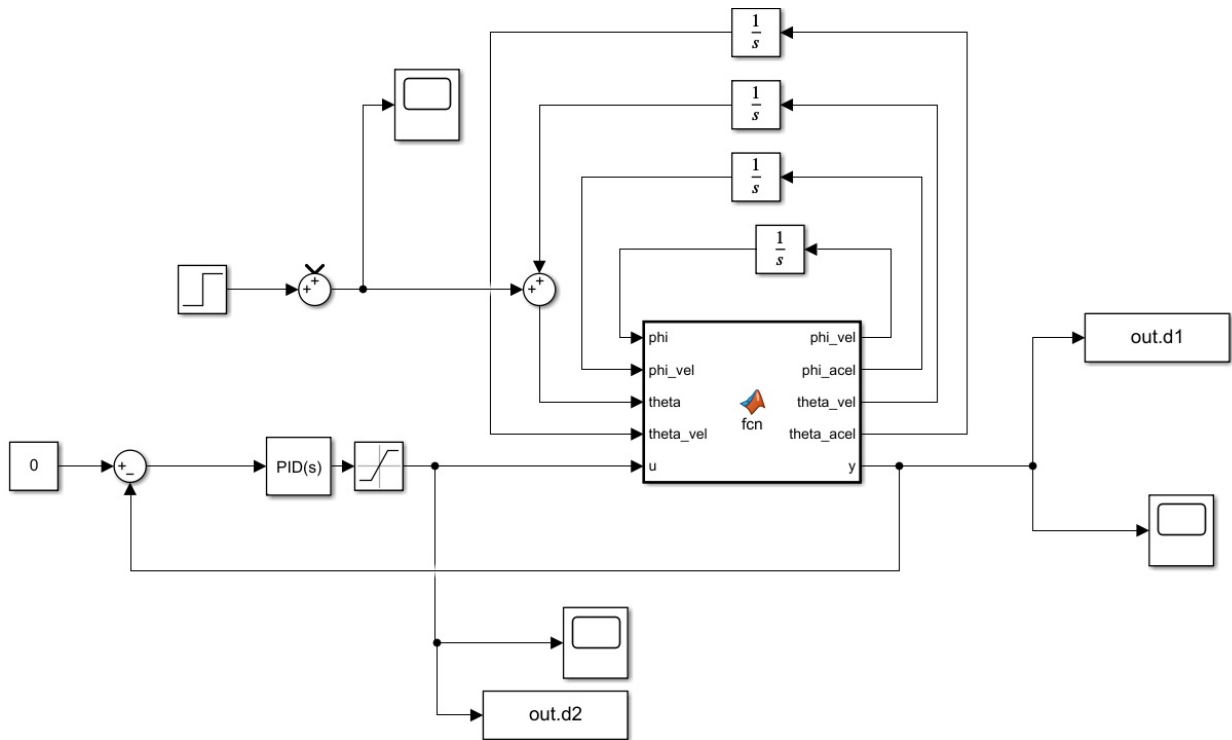 1
s
1
s
1
s
1
s
+
+
+
+
phi
phi_vel
phi_vel
phi_acel
theta
theta_vel
theta_vel
theta_acel
u
y
fcn
out.d1
0
+
−
PID(s)
out.d2